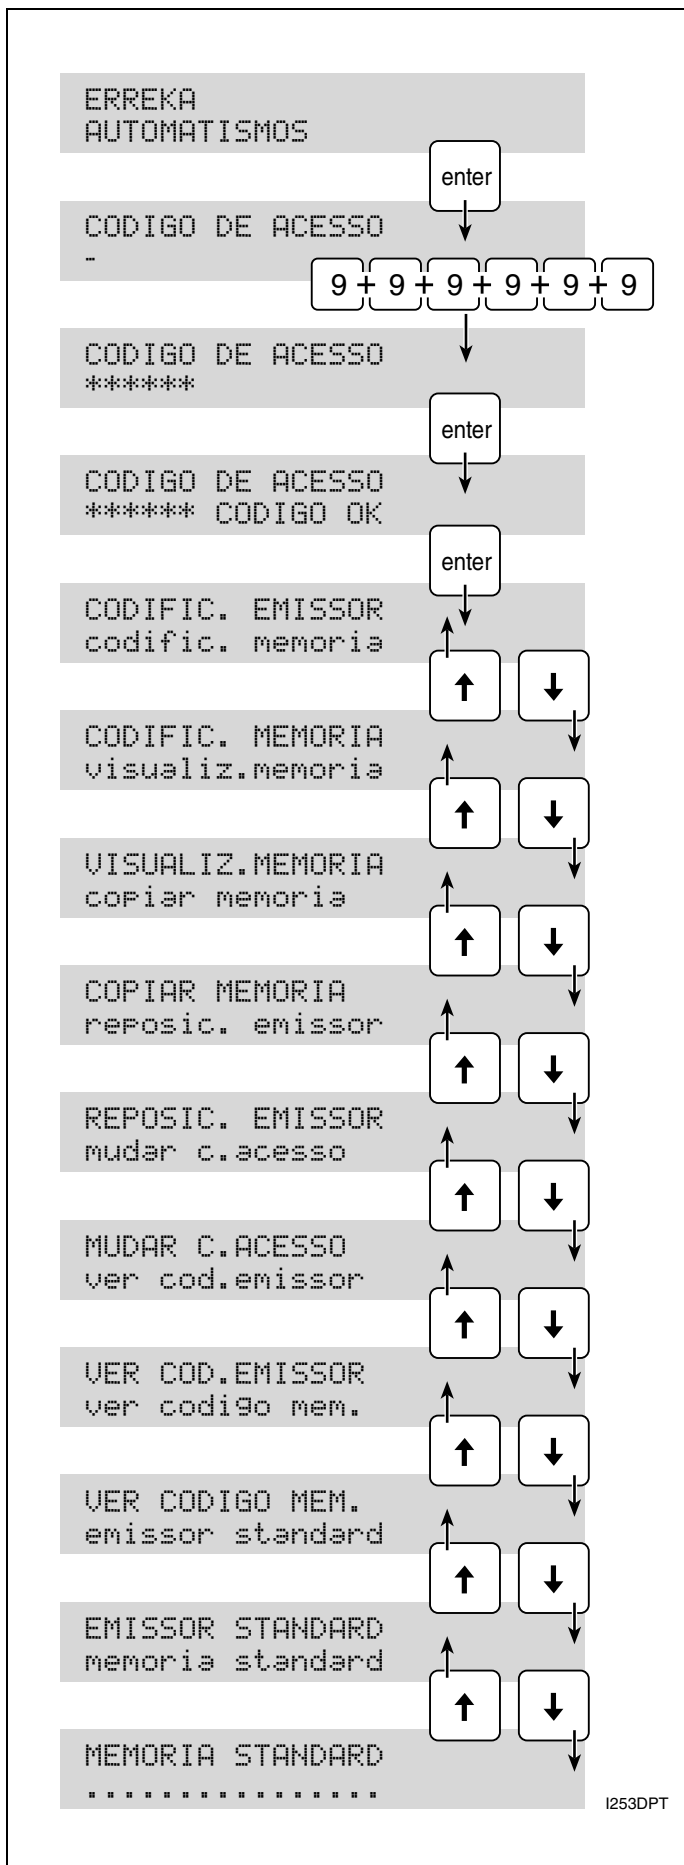 ERREKA
AUTOMATISMOS
enter
CODIGO DE ACESSO
_
9 + 9 + 9 + 9 + 9 + 9
CODIGO DE ACESSO
******
enter
CODIGO DE ACESSO
****** CODIGO OK
enter
CODIFIC. EMISSOR
codific. memoria
↑ ↓
CODIFIC. MEMORIA
visualiz.memoria
↑ ↓
VISUALIZ.MEMORIA
copiar memoria
↑ ↓
COPIAR MEMORIA
reposic. emissor
↑ ↓
REPOSIC. EMISSOR
mudar c.acesso
↑ ↓
MUDAR C.ACESSO
ver cod.emissor
↑ ↓
VER COD.EMISSOR
ver codigo mem.
↑ ↓
VER CODIGO MEM.
emissor standard
↑ ↓
EMISSOR STANDARD
memoria standard
↑ ↓
MEMORIA STANDARD
................
I253DPT